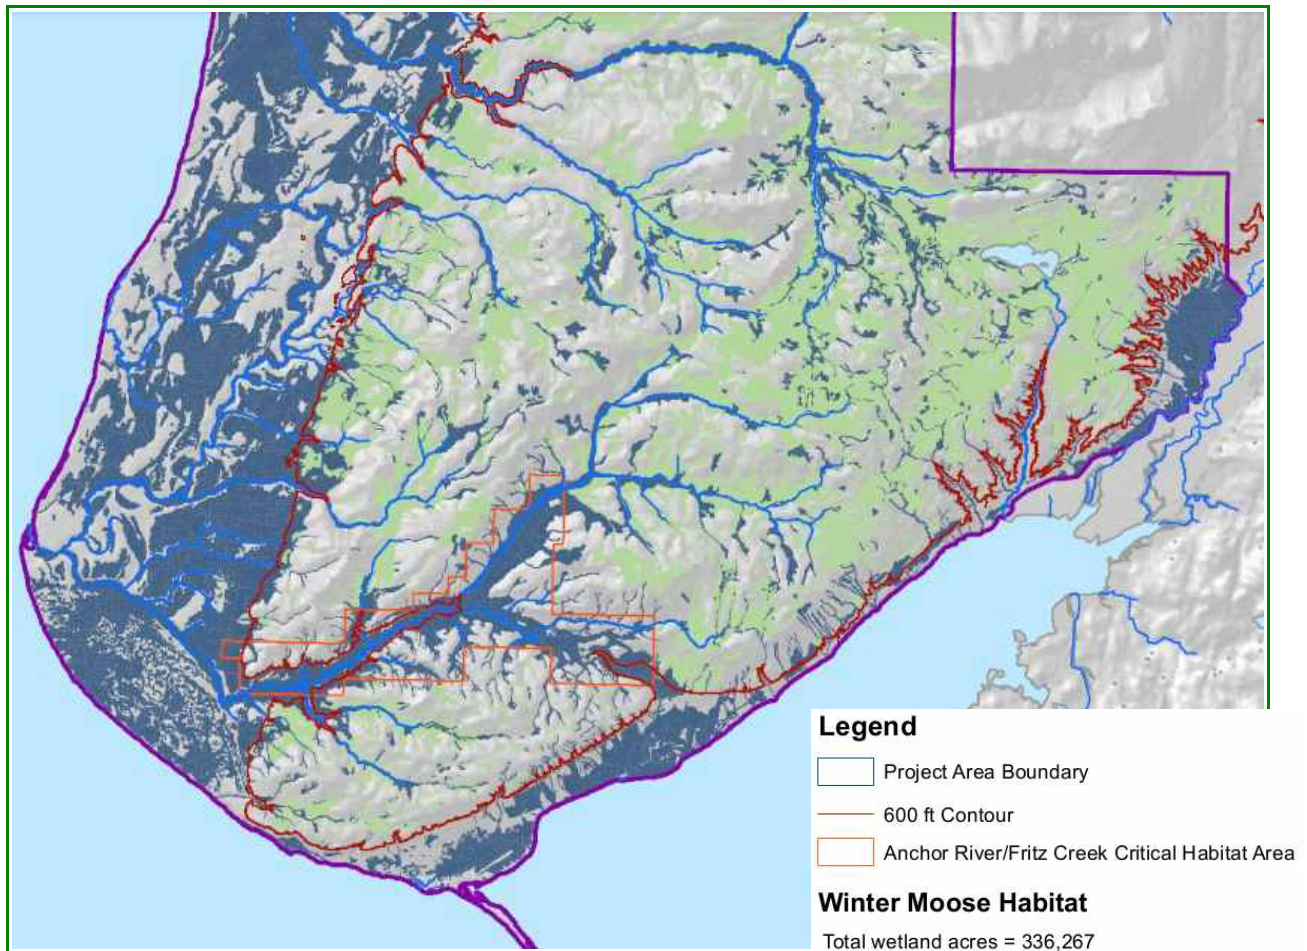 Legend
Project Area Boundary
600 ft Contour
Anchor River/Fritz Creek Critical Habitat Area
Winter Moose Habitat
Total wetland acres = 336,267